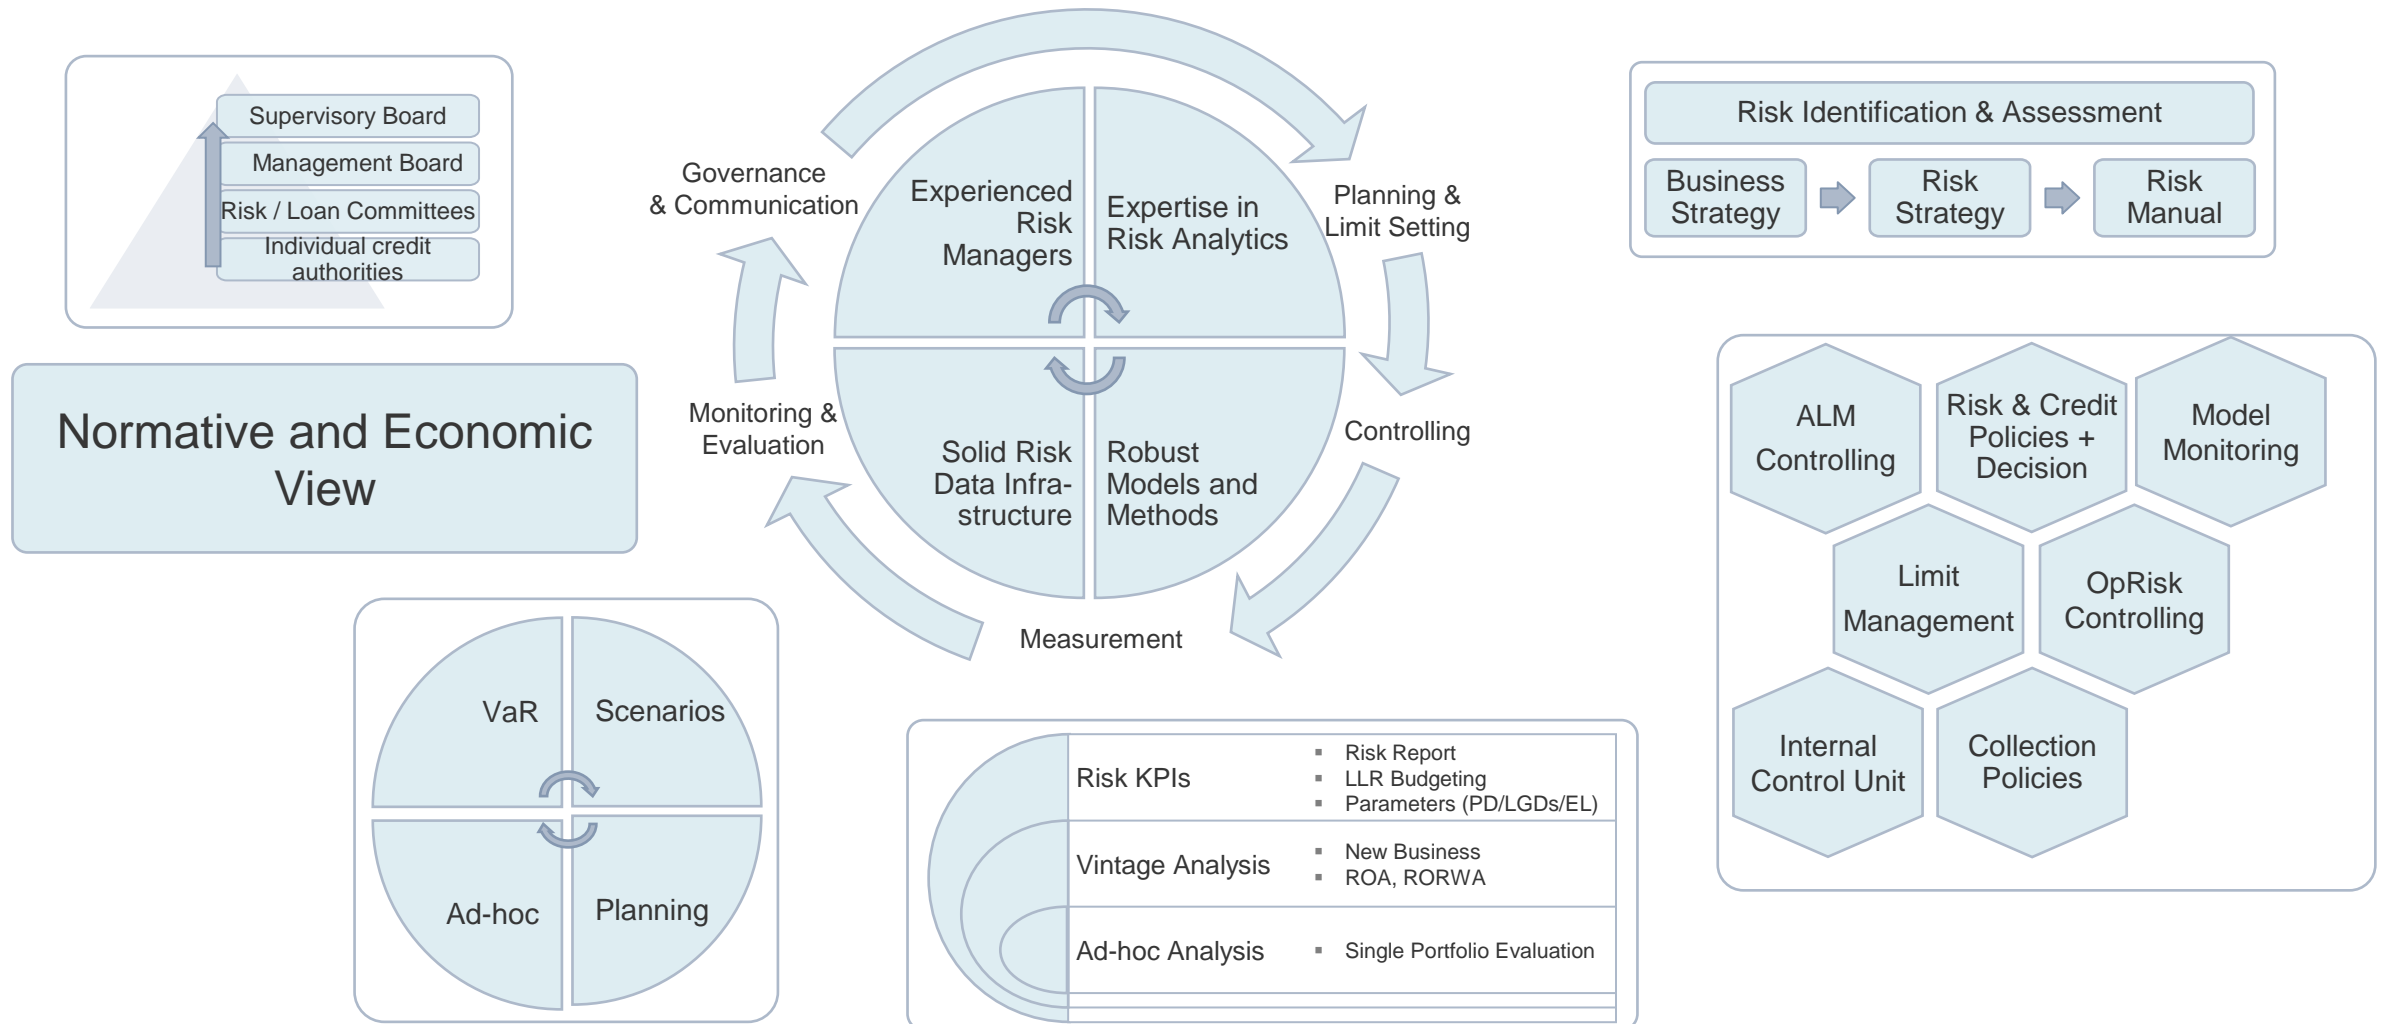 Supervisory Board
Management Board
Risk / Loan Committees
Individual credit
authorities
Normative and Economic
View
Governance
& Communication
Planning &
Limit Setting
Controlling
Measurement
Monitoring &
Evaluation
Experienced
Risk
Managers
Expertise in
Risk Analytics
Solid Risk
Data Infra-
structure
Robust
Models and
Methods
Risk Identification & Assessment
Business
Strategy
Risk
Strategy
Risk
Manual
ALM
Controlling
Risk & Credit
Policies +
Decision
Model
Monitoring
Limit
Management
OpRisk
Controlling
Internal
Control Unit
Collection
Policies
VaR
Scenarios
Ad-hoc
Planning
Risk KPIs
▪ Risk Report
▪ LLR Budgeting
▪ Parameters (PD/LGDs/EL)
Vintage Analysis
▪ New Business
▪ ROA, RORWA
Ad-hoc Analysis
▪ Single Portfolio Evaluation